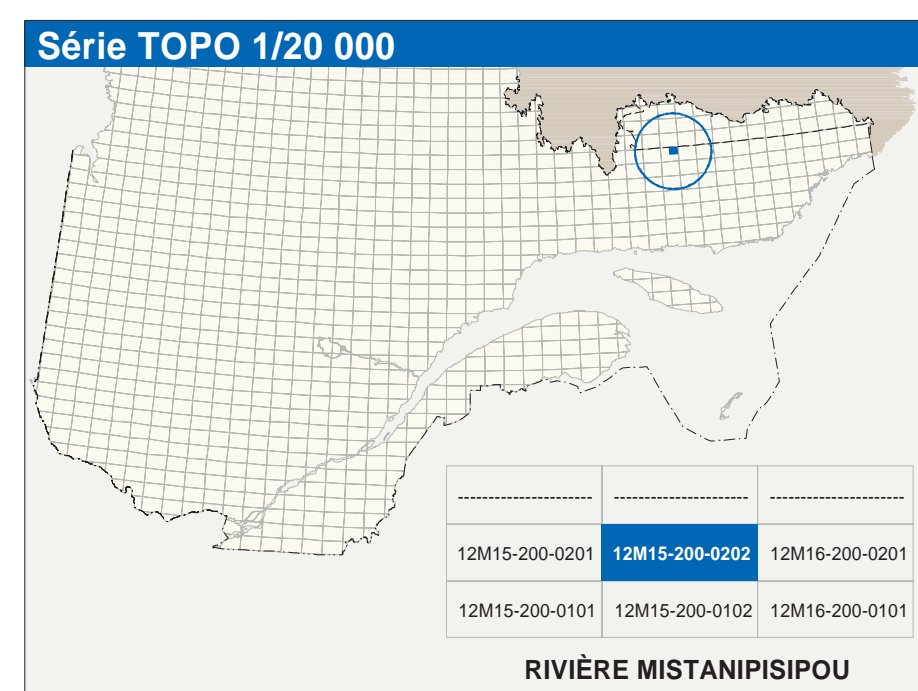 Série TOPO 1/20 000
---------------------- ---------------------- ----------------------
12M15-200-0201 12M15-200-0202 12M16-200-0201
12M15-200-0101 12M15-200-0102 12M16-200-0101
RIVIÈRE MISTANIPISIPOU